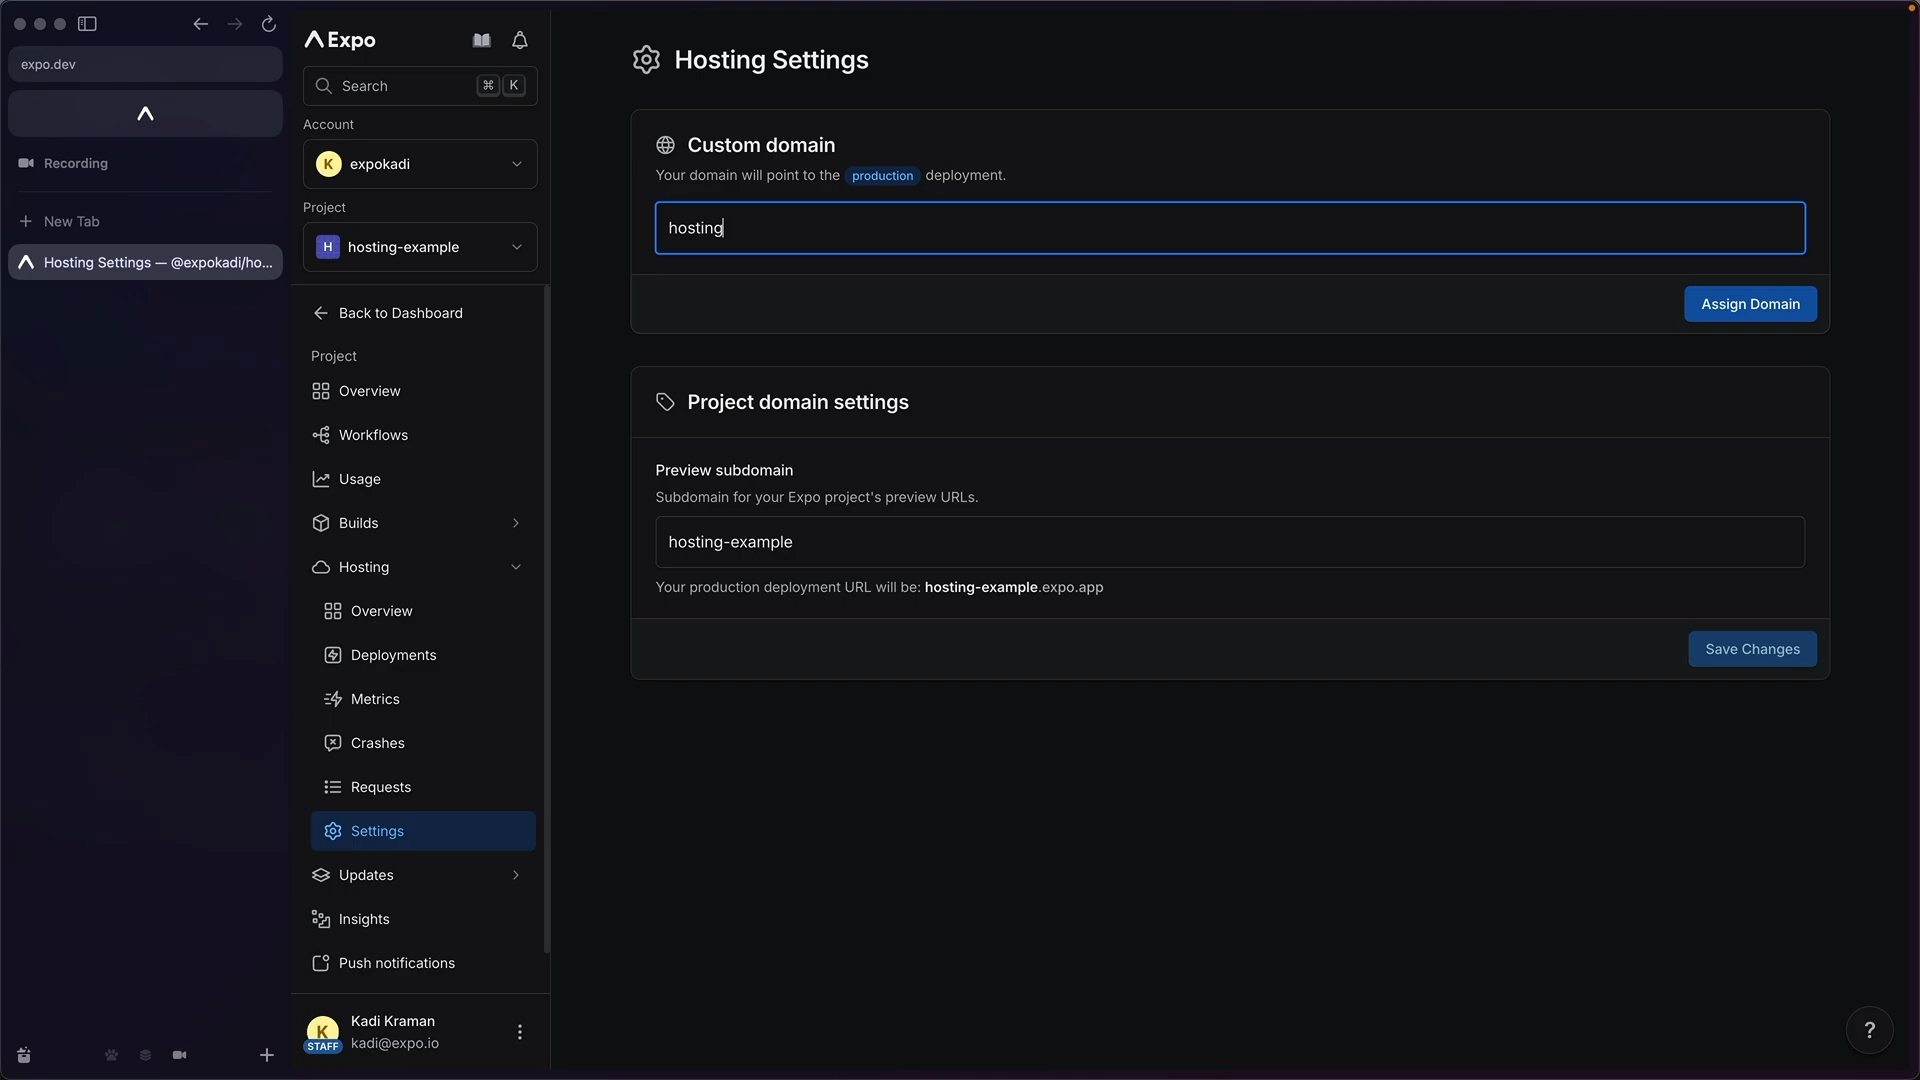 expo.dev
Recording
New Tab
Hosting Settings — @expokadi/ho...
Expo
Search ⌘ K
Account
K expokadi
Project
H hosting-example
Back to Dashboard
Project
Overview
Workflows
Usage
Builds
Hosting
Overview
Deployments
Metrics
Crashes
Requests
Settings
Updates
Insights
Push notifications
K
STAFF
Kadi Kraman
kadi@expo.io
Hosting Settings
Custom domain
Your domain will point to the production deployment.
hosting
Assign Domain
Project domain settings
Preview subdomain
Subdomain for your Expo project's preview URLs.
hosting-example
Your production deployment URL will be: hosting-example.expo.app
Save Changes
?